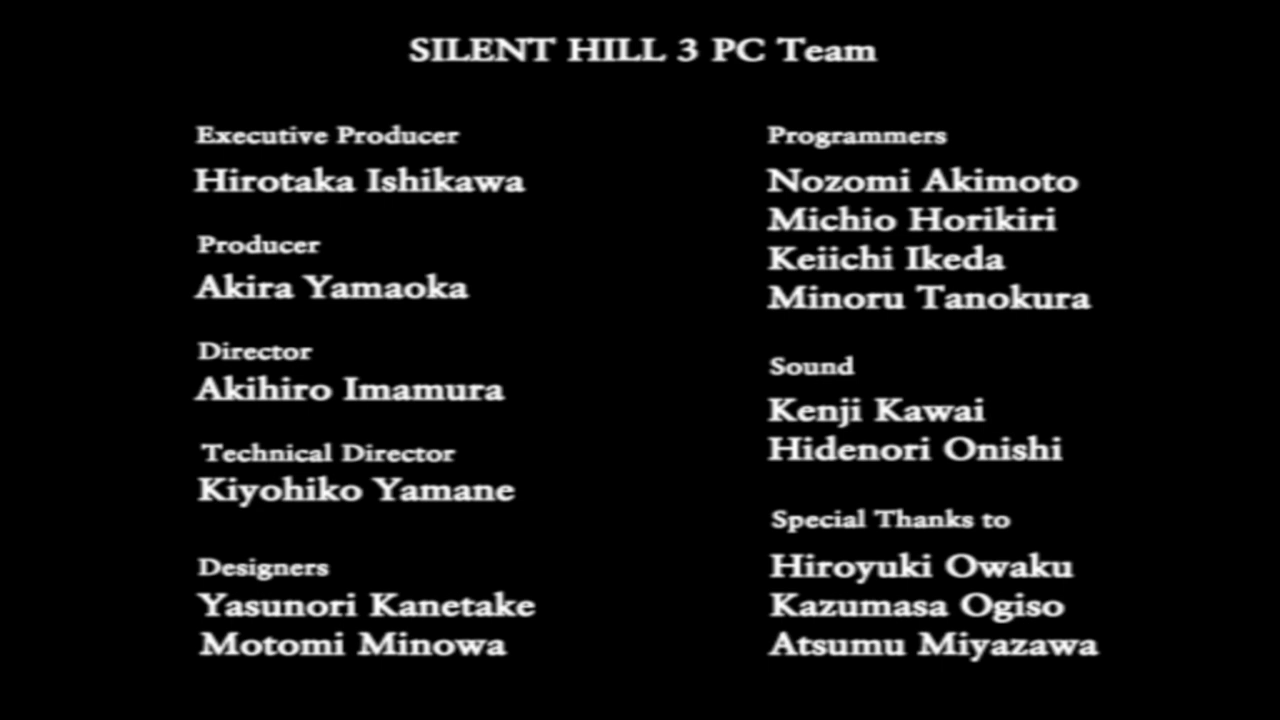 SILENT HILL 3 PC Team
Executive Producer
Hirotaka Ishikawa
Producer
Akira Yamaoka
Director
Akihiro Imamura
Technical Director
Kiyohiko Yamane
Designers
Yasunori Kanetake
Motomi Minowa
Programmers
Nozomi Akimoto
Michio Horikiri
Keiichi Ikeda
Minoru Tanokura
Sound
Kenji Kawai
Hidenori Onishi
Special Thanks to
Hiroyuki Owaku
Kazumasa Ogiso
Atsumu Miyazawa